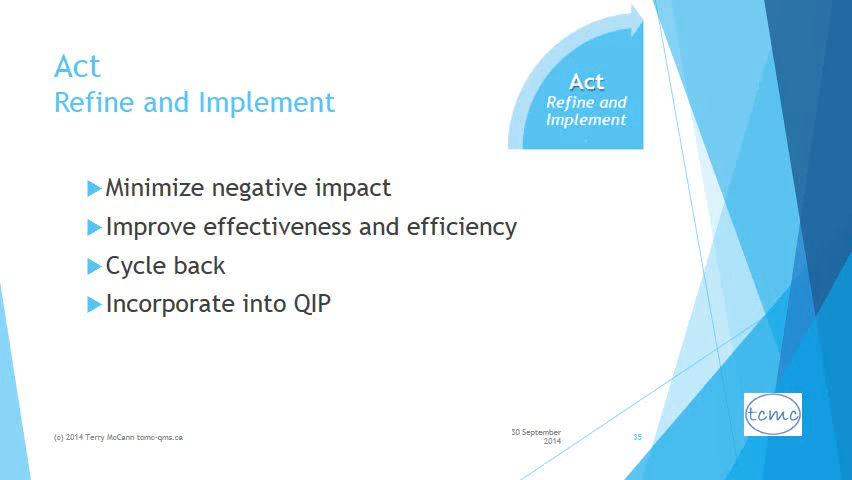 Act
Refine and Implement
Act
Refine and
Implement
Minimize negative impact
Improve effectiveness and efficiency
Cycle back
Incorporate into QIP
(c) 2014 Terry McCann tcmc-qms.ca
30 September
2014
35
tcmc